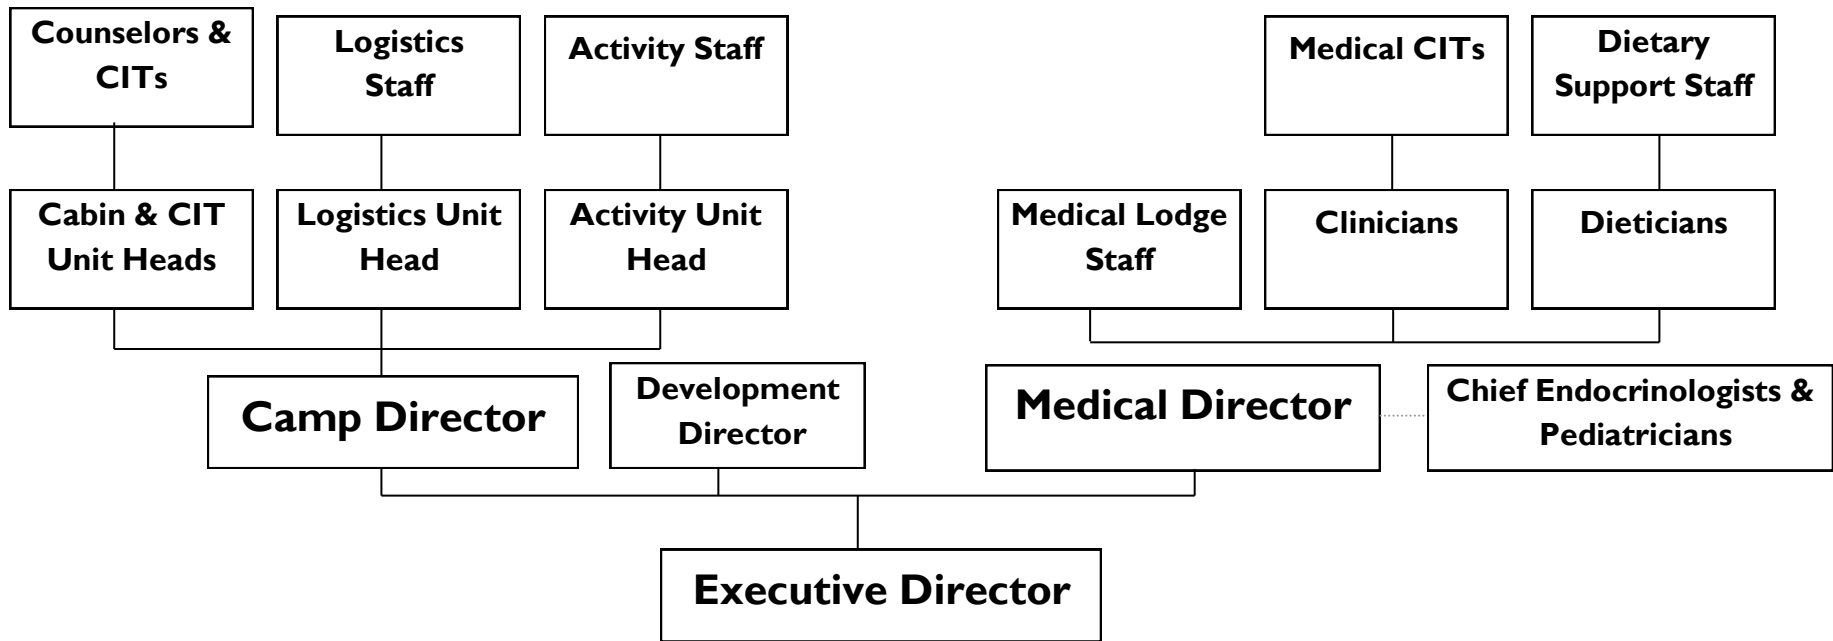 Counselors &
CITs
Logistics
Staff
Activity Staff
Medical CITs
Dietary
Support Staff
Cabin & CIT
Unit Heads
Logistics Unit
Head
Activity Unit
Head
Medical Lodge
Staff
Clinicians
Dieticians
Camp Director
Development
Director
Medical Director
Chief Endocrinologists &
Pediatricians
Executive Director